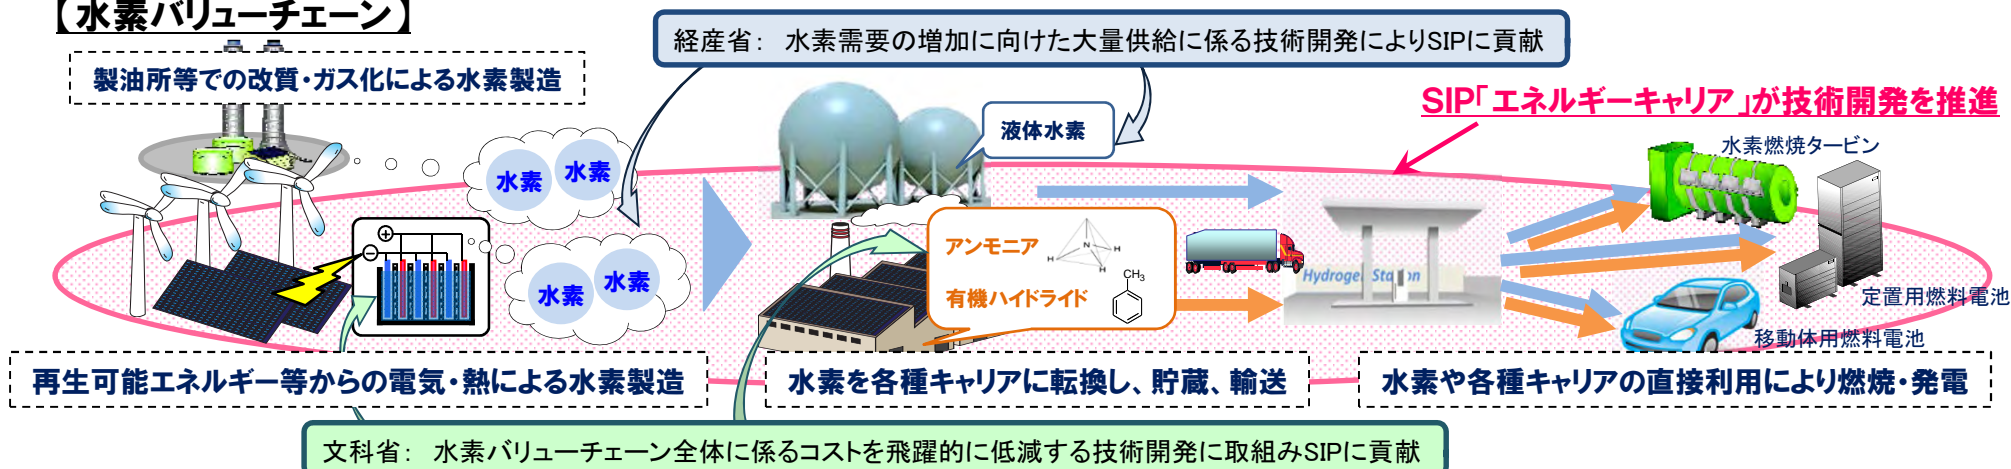 【水素バリューチェーン】
経産省： 水素需要の増加に向けた大量供給に係る技術開発によりSIPに貢献
製油所等での改質・ガス化による水素製造
SIP「エネルギーキャリア」が技術開発を推進
液体水素
水素燃焼タービン
水素
水素
アンモニア
N
H
H
H
CH3
水素
水素
有機ハイドライド
Hydrogen Station
定置用燃料電池
移動体用燃料電池
再生可能エネルギー等からの電気・熱による水素製造
水素を各種キャリアに転換し、貯蔵、輸送
水素や各種キャリアの直接利用により燃焼・発電
文科省： 水素バリューチェーン全体に係るコストを飛躍的に低減する技術開発に取組みSIPに貢献